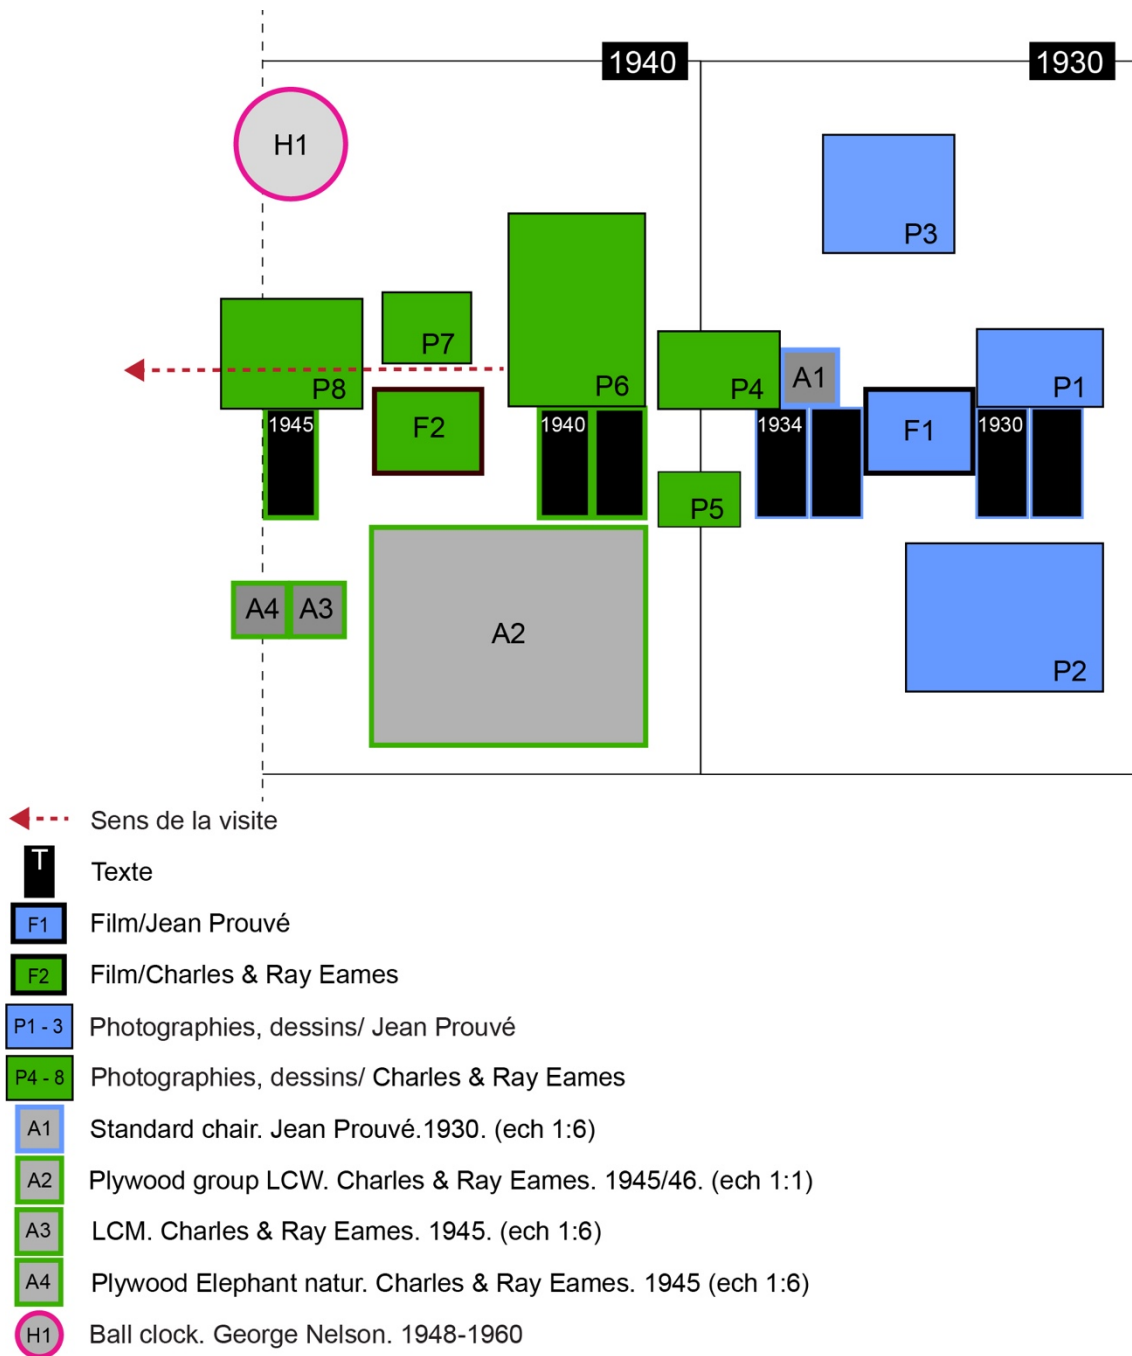 1940
1930
H1
P3
P7
P8
P6
P4
A1
P1
F2
F1
1945
1940
1934
1930
P5
A4
A3
A2
P2
Sens de la visite
T
Texte
F1
Film/Jean Prouvé
F2
Film/Charles & Ray Eames
P1 - 3
Photographies, dessins/ Jean Prouvé
P4 - 8
Photographies, dessins/ Charles & Ray Eames
A1
Standard chair. Jean Prouvé.1930. (ech 1:6)
A2
Plywood group LCW. Charles & Ray Eames. 1945/46. (ech 1:1)
A3
LCM. Charles & Ray Eames. 1945. (ech 1:6)
A4
Plywood Elephant natur. Charles & Ray Eames. 1945 (ech 1:6)
H1
Ball clock. George Nelson. 1948-1960